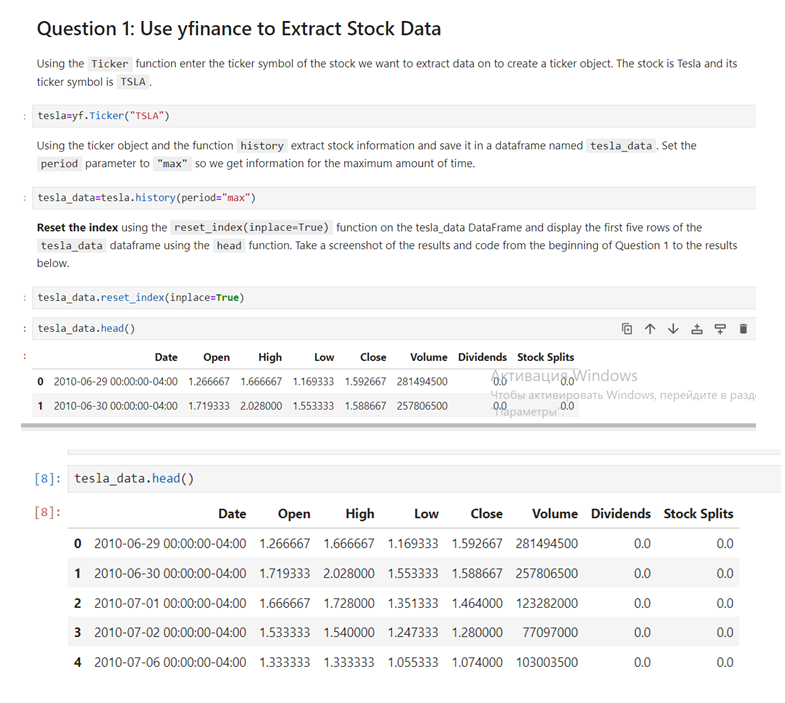 Question 1: Use yfinance to Extract Stock Data
Using the Ticker function enter the ticker symbol of the stock we want to extract data on to create a ticker object. The stock is Tesla and its
ticker symbol is TSLA .
: tesla=yf.Ticker("TSLA")
Using the ticker object and the function history extract stock information and save it in a dataframe named tesla_data . Set the
period parameter to "max" so we get information for the maximum amount of time.
: tesla_data=tesla.history(period="max")
Reset the index using the reset_index(inplace=True) function on the tesla_data DataFrame and display the first five rows of the
tesla_data dataframe using the head function. Take a screenshot of the results and code from the beginning of Question 1 to the results
below.
: tesla_data.reset_index(inplace=True)
: tesla_data.head()
: Date Open High Low Close Volume Dividends Stock Splits
0 2010-06-29 00:00:00-04:00 1.266667 1.666667 1.169333 1.592667 281494500 0.0 0.0
1 2010-06-30 00:00:00-04:00 1.719333 2.028000 1.553333 1.588667 257806500 0.0 0.0
Активация Windows
Чтобы активировать Windows, перейдите в разде
"Параметры".
[8]: tesla_data.head()
[8]: Date Open High Low Close Volume Dividends Stock Splits
0 2010-06-29 00:00:00-04:00 1.266667 1.666667 1.169333 1.592667 281494500 0.0 0.0
1 2010-06-30 00:00:00-04:00 1.719333 2.028000 1.553333 1.588667 257806500 0.0 0.0
2 2010-07-01 00:00:00-04:00 1.666667 1.728000 1.351333 1.464000 123282000 0.0 0.0
3 2010-07-02 00:00:00-04:00 1.533333 1.540000 1.247333 1.280000 77097000 0.0 0.0
4 2010-07-06 00:00:00-04:00 1.333333 1.333333 1.055333 1.074000 103003500 0.0 0.0